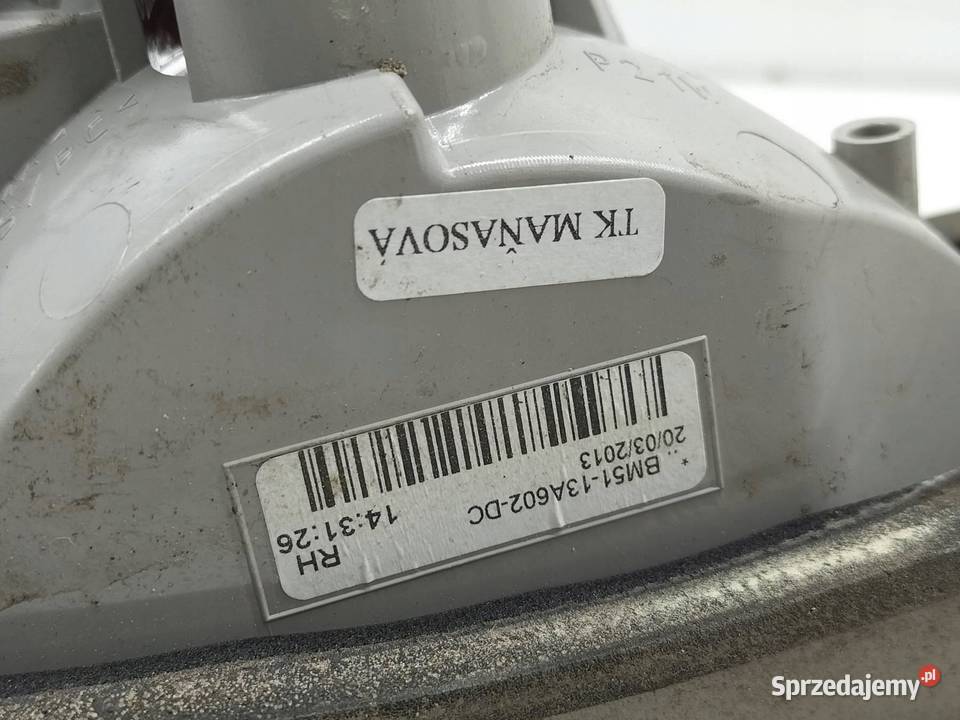 TK MAŇASOVÁ
*.: BM51-13A602-DC RH
20/03/2013 14:31:26
Sprzedajemy.pl